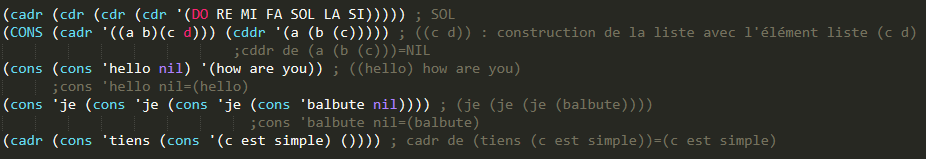 (cadr (cdr (cdr (cdr '(DO RE MI FA SOL LA SI))))) ; SOL
(CONS (cadr '((a b)(c d))) (cddr '(a (b (c))))) ; ((c d)) : construction de la liste avec l'élément liste (c d)
;cddr de (a (b (c)))=NIL
(cons (cons 'hello nil) '(how are you)) ; ((hello) how are you)
;cons 'hello nil=(hello)
(cons 'je (cons 'je (cons 'je (cons 'balbute nil)))) ; (je (je (je (balbute))))
;cons 'balbute nil=(balbute)
(cadr (cons 'tiens (cons '(c est simple) ()))) ; cadr de (tiens (c est simple))=(c est simple)